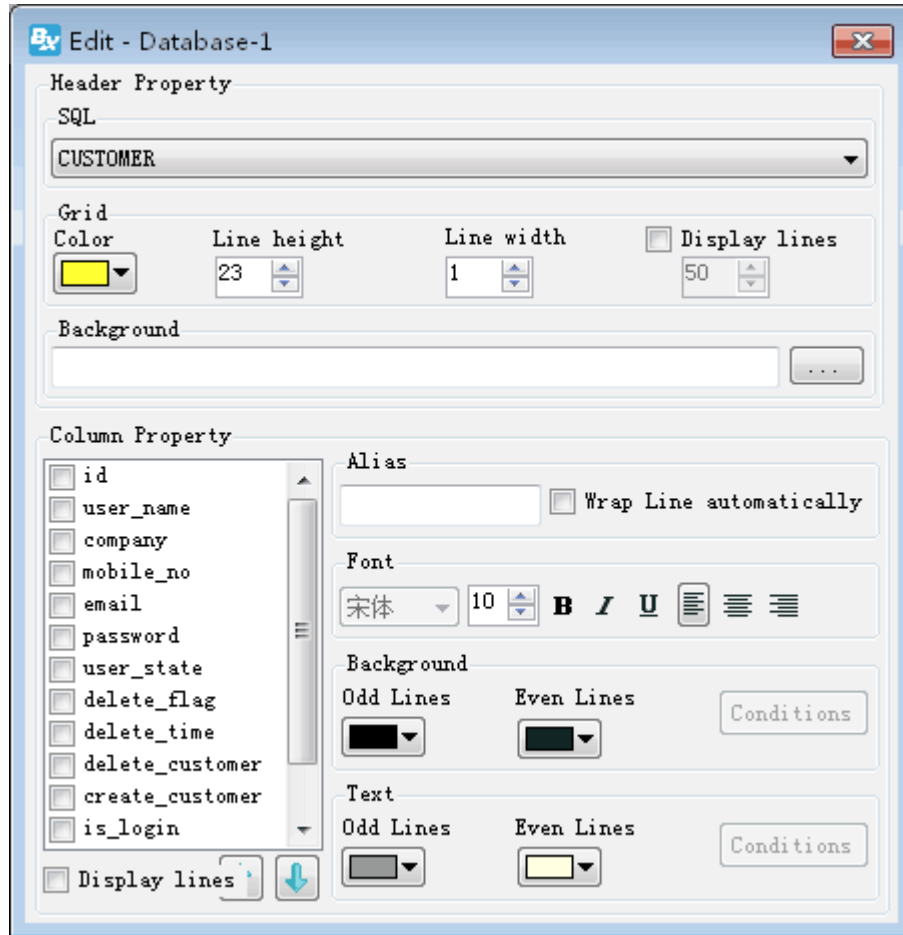 Bx Edit - Database-1
Header Property
SQL
CUSTOMER
Grid
Color Line height Line width Display lines
23 1 50
Background
...
Column Property
id
user_name
company
mobile_no
email
password
user_state
delete_flag
delete_time
delete_customer
create_customer
is_login
Display lines
Alias
Wrap Line automatically
Font
宋体 10 B I U
Background
Odd Lines Even Lines
Conditions
Text
Odd Lines Even Lines
Conditions